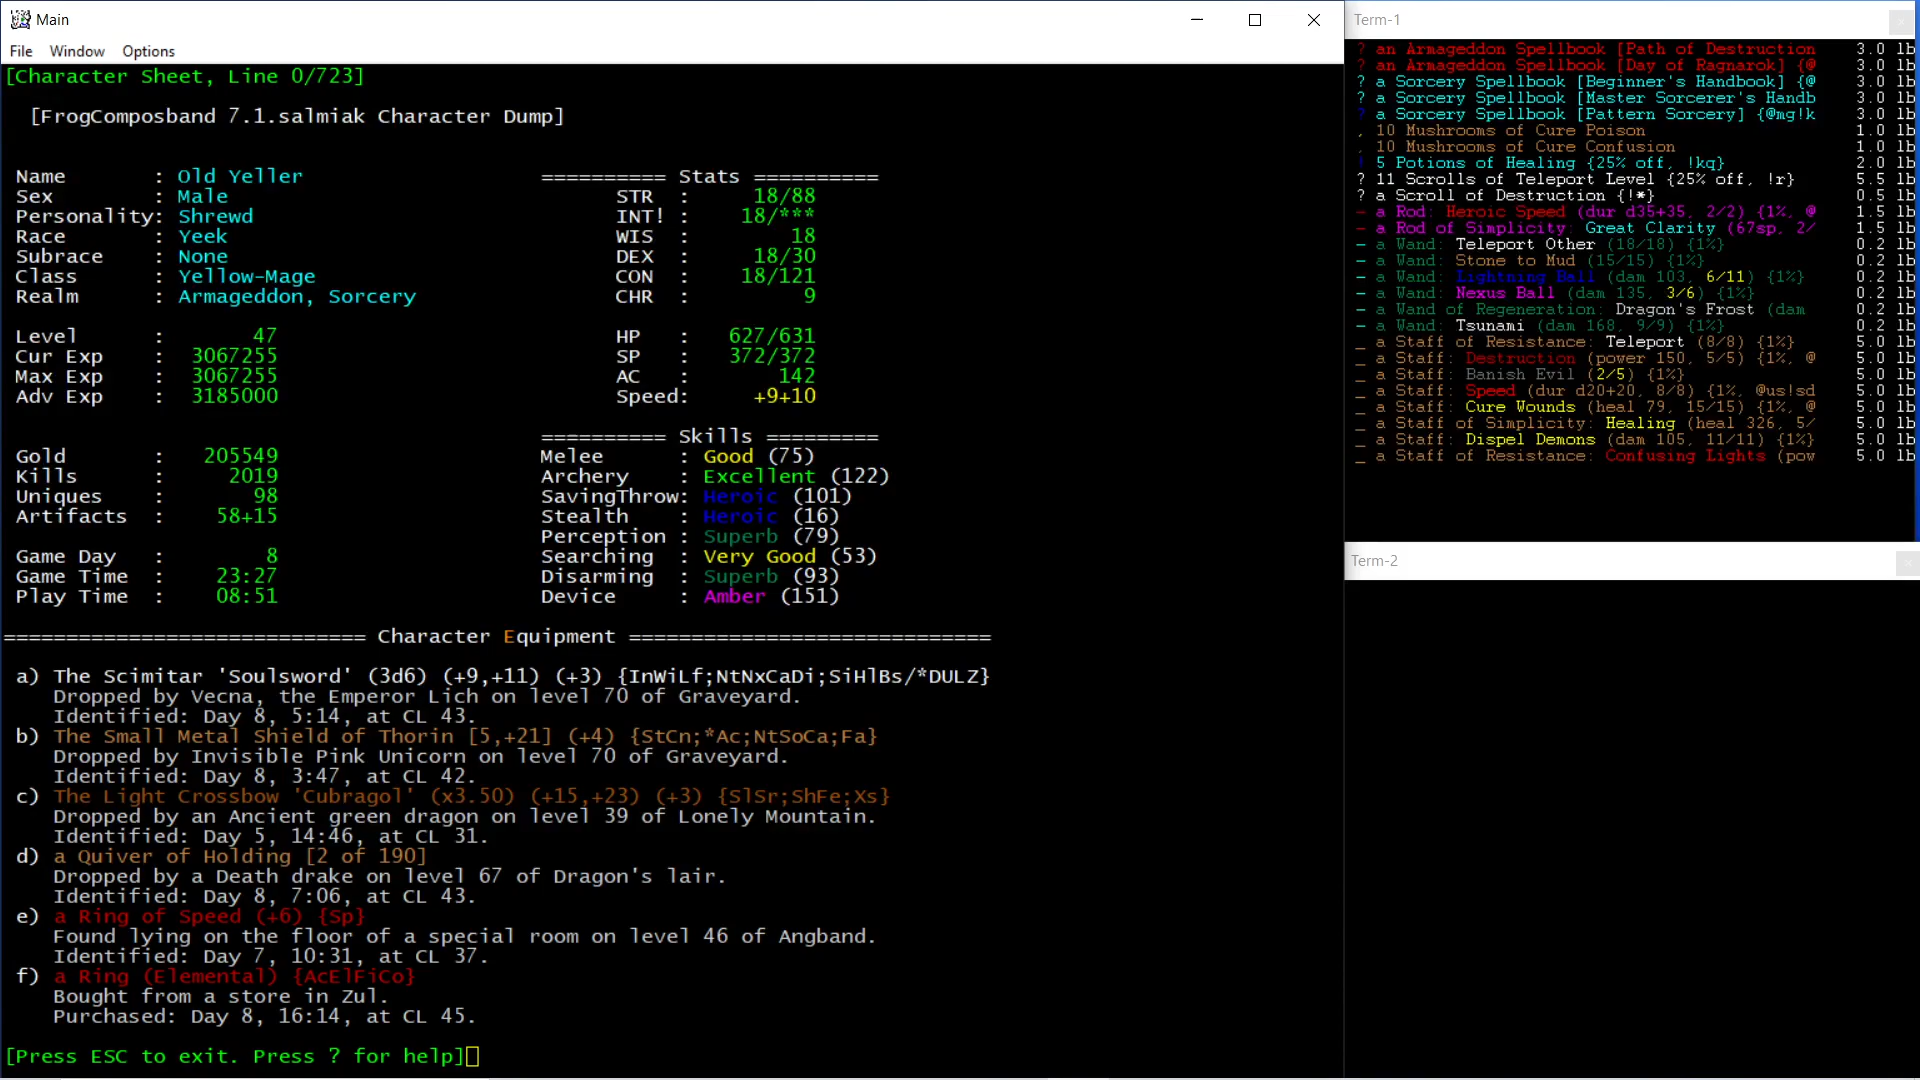 Main
File Window Options
[Character Sheet, Line 0/723]
[FrogComposband 7.1.salmiak Character Dump]
Name : Old Yeller ========== Stats ==========
Sex : Male STR : 18/88
Personality: Shrewd INT! : 18/***
Race : Yeek WIS : 18
Subrace : None DEX : 18/30
Class : Yellow-Mage CON : 18/121
Realm : Armageddon, Sorcery CHR : 9
Level : 47 HP : 627/631
Cur Exp : 3067255 SP : 372/372
Max Exp : 3067255 AC : 142
Adv Exp : 3185000 Speed: +9+10
========== Skills =========
Gold : 205549 Melee : Good (75)
Kills : 2019 Archery : Excellent (122)
Uniques : 98 SavingThrow: Heroic (101)
Artifacts : 58+15 Stealth : Heroic (16)
Perception : Superb (79)
Game Day : 8 Searching : Very Good (53)
Game Time : 23:27 Disarming : Superb (93)
Play Time : 08:51 Device : Amber (151)
============================= Character Equipment =============================
a) The Scimitar 'Soulsword' (3d6) (+9,+11) (+3) {InWiLf;NtNxCaDi;SiHlBs/*DULZ}
Dropped by Vecna, the Emperor Lich on level 70 of Graveyard.
Identified: Day 8, 5:14, at CL 43.
b) The Small Metal Shield of Thorin [5,+21] (+4) {StCn;*Ac;NtSoCa;Fa}
Dropped by Invisible Pink Unicorn on level 70 of Graveyard.
Identified: Day 8, 3:47, at CL 42.
c) The Light Crossbow 'Cubragol' (x3.50) (+15,+23) (+3) {SlSr;ShFe;Xs}
Dropped by an Ancient green dragon on level 39 of Lonely Mountain.
Identified: Day 5, 14:46, at CL 31.
d) a Quiver of Holding [2 of 190]
Dropped by a Death drake on level 67 of Dragon's lair.
Identified: Day 8, 7:06, at CL 43.
e) a Ring of Speed (+6) {Sp}
Found lying on the floor of a special room on level 46 of Angband.
Identified: Day 7, 10:31, at CL 37.
f) a Ring (Elemental) {AcElFiCo}
Bought from a store in Zul.
Purchased: Day 8, 16:14, at CL 45.
[Press ESC to exit. Press ? for help]
Term-1
? an Armageddon Spellbook [Path of Destruction 3.0 lb
? an Armageddon Spellbook [Day of Ragnarok] {@ 3.0 lb
? a Sorcery Spellbook [Beginner's Handbook] {@ 3.0 lb
? a Sorcery Spellbook [Master Sorcerer's Handb 3.0 lb
? a Sorcery Spellbook [Pattern Sorcery] {@mg!k 3.0 lb
, 10 Mushrooms of Cure Poison 1.0 lb
, 10 Mushrooms of Cure Confusion 1.0 lb
! 5 Potions of Healing {25% off, !kq} 2.0 lb
? 11 Scrolls of Teleport Level {25% off, !r} 5.5 lb
? a Scroll of Destruction {!*} 0.5 lb
- a Rod: Heroic Speed (dur d35+35, 2/2) {1%, @ 1.5 lb
- a Rod of Simplicity: Great Clarity (67sp, 2/ 1.5 lb
- a Wand: Teleport Other (18/18) {1%} 0.2 lb
- a Wand: Stone to Mud (15/15) {1%} 0.2 lb
- a Wand: Lightning Ball (dam 103, 6/11) {1%} 0.2 lb
- a Wand: Nexus Ball (dam 135, 3/6) {1%} 0.2 lb
- a Wand of Regeneration: Dragon's Frost (dam 0.2 lb
- a Wand: Tsunami (dam 168, 9/9) {1%} 0.2 lb
_ a Staff of Resistance: Teleport (8/8) {1%} 5.0 lb
_ a Staff: Destruction (power 150, 5/5) {1%, @ 5.0 lb
_ a Staff: Banish Evil (2/5) {1%} 5.0 lb
_ a Staff: Speed (dur d20+20, 8/8) {1%, @us!sd 5.0 lb
_ a Staff: Cure Wounds (heal 79, 15/15) {1%, @ 5.0 lb
_ a Staff of Simplicity: Healing (heal 326, 5/ 5.0 lb
_ a Staff: Dispel Demons (dam 105, 11/11) {1%} 5.0 lb
_ a Staff of Resistance: Confusing Lights (pow 5.0 lb
Term-2